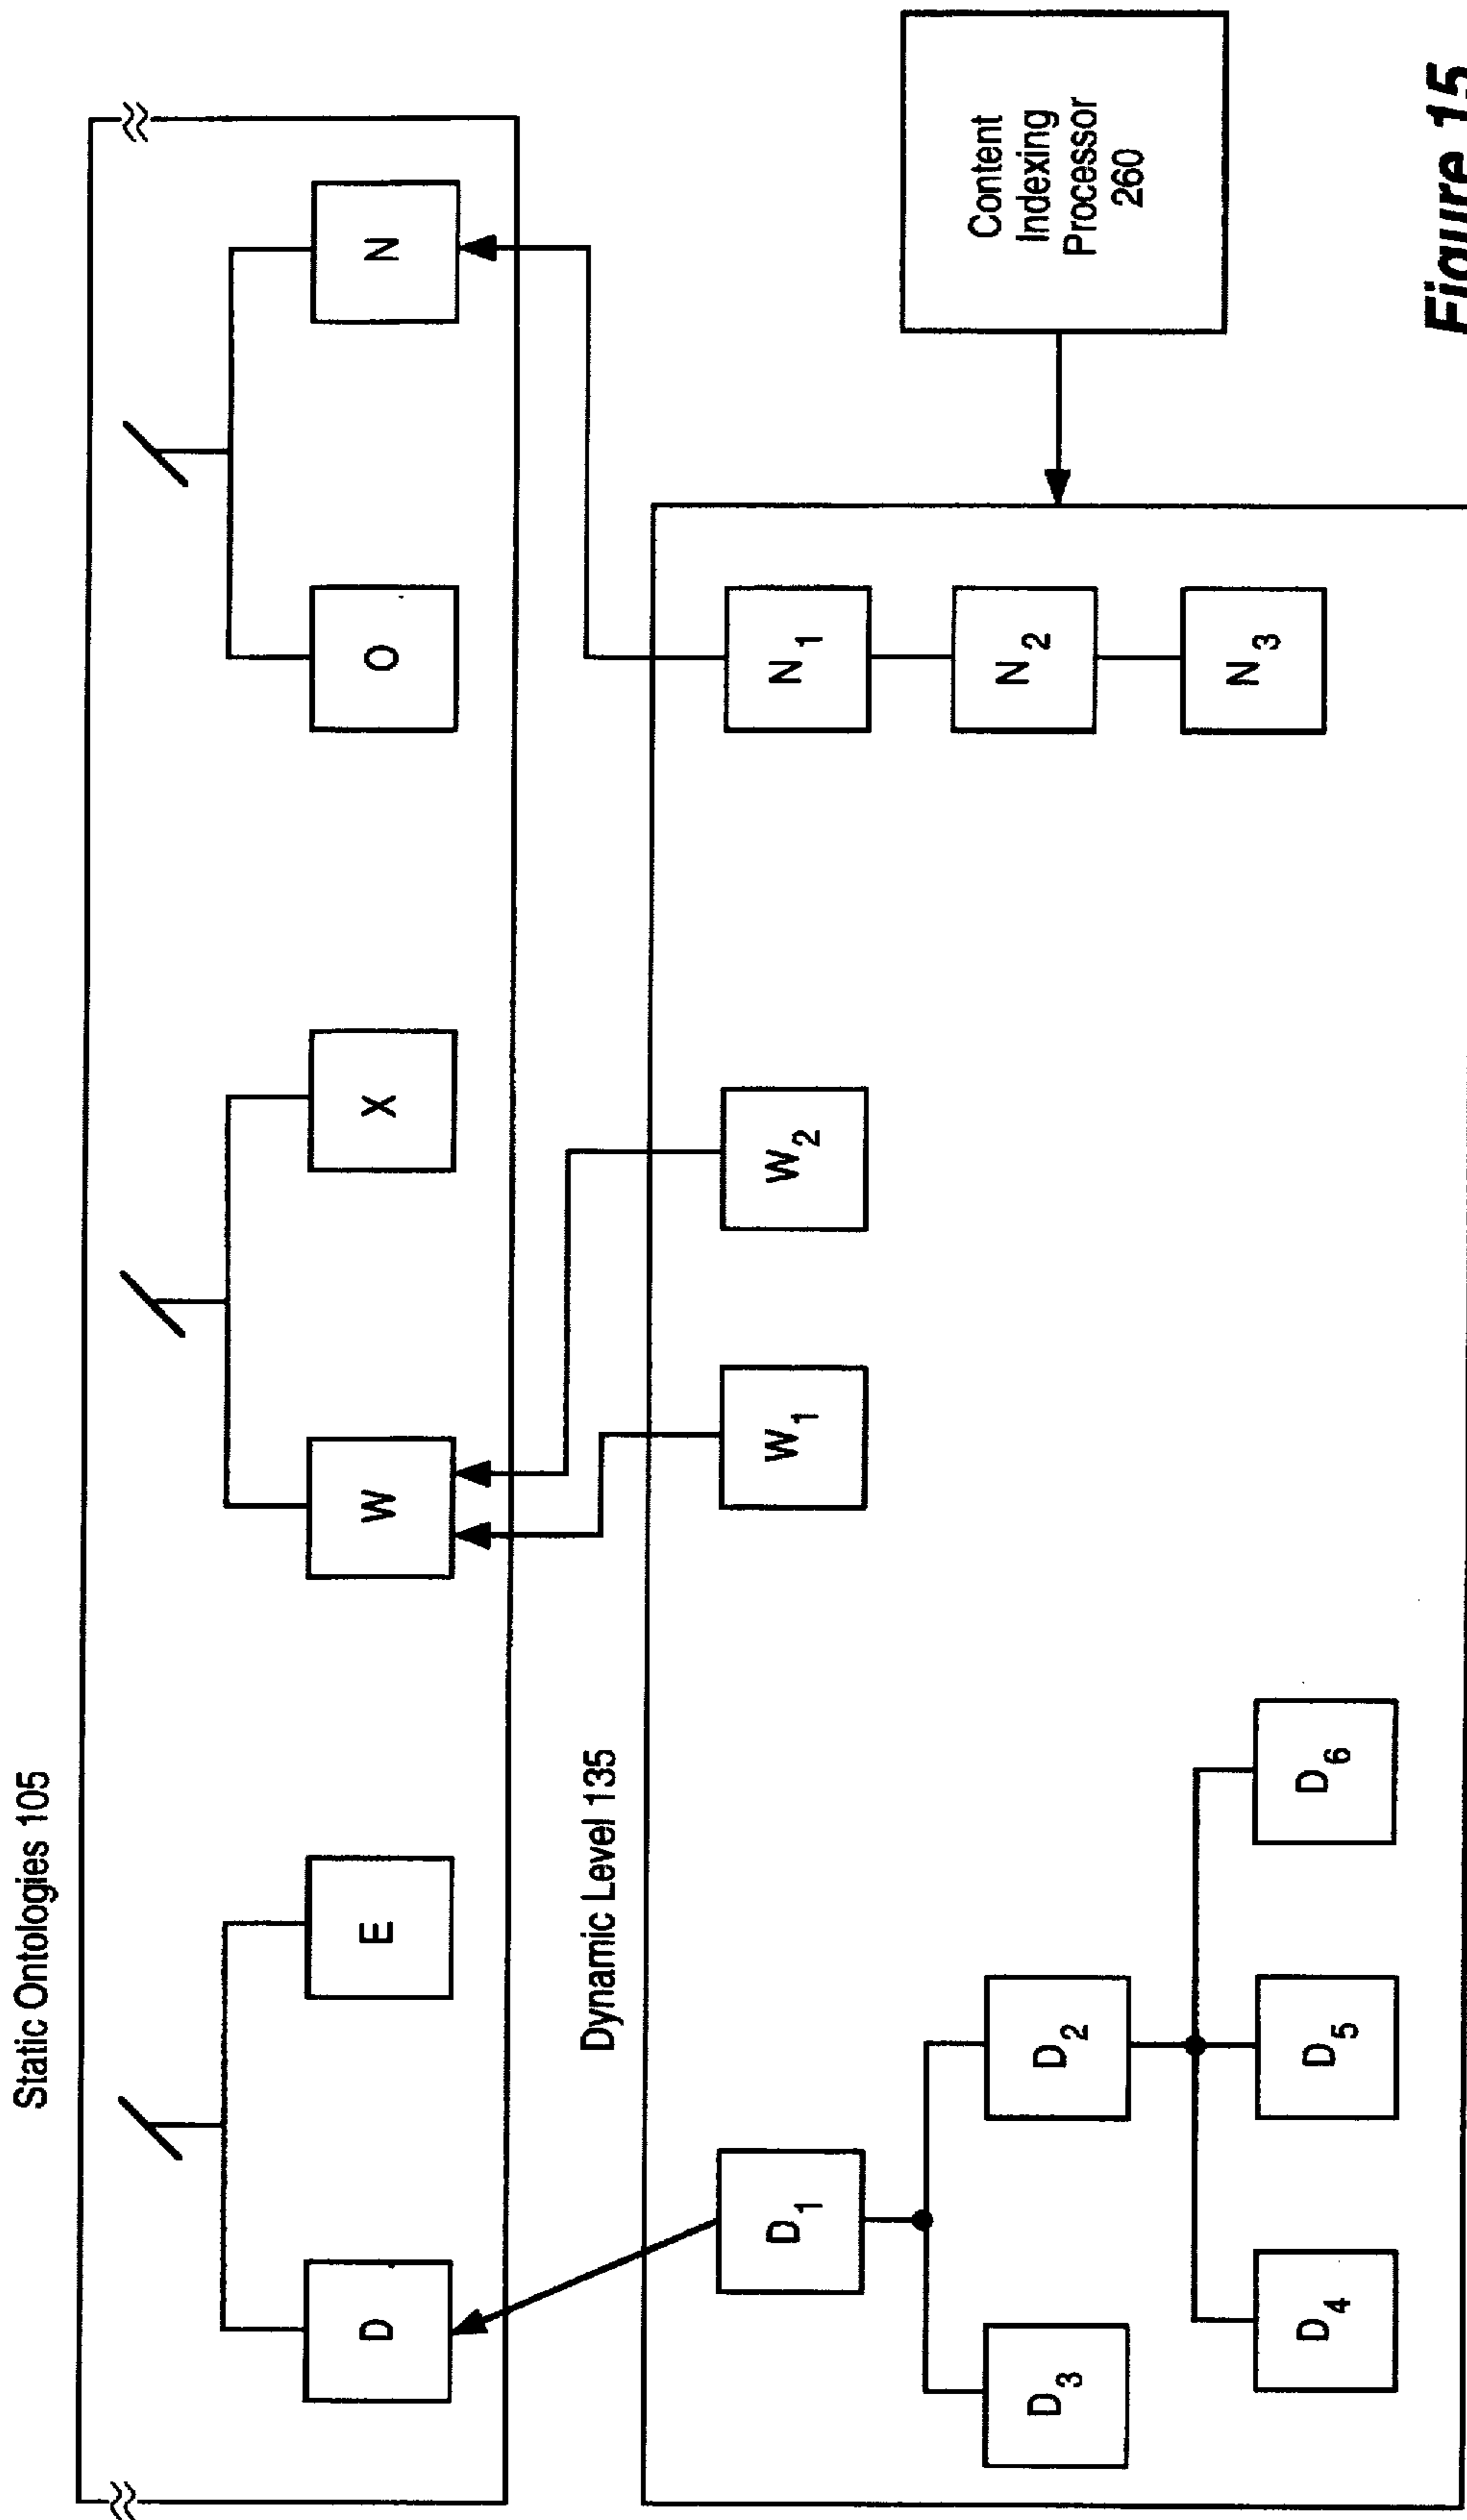 Static Ontologies 105
D
E
W
X
O
N
Dynamic Level 135
D1
W1
W2
N1
D3
D2
N2
D4
D5
D6
N3
Content
Indexing
Processor
260
Figure 15